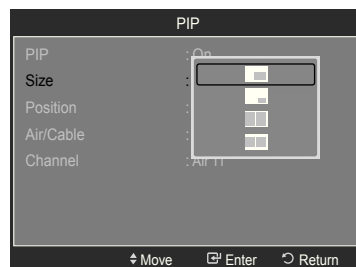 PIP
PIP : On
Size :
Position :
Air/Cable :
Channel : Air 11
Move Enter Return